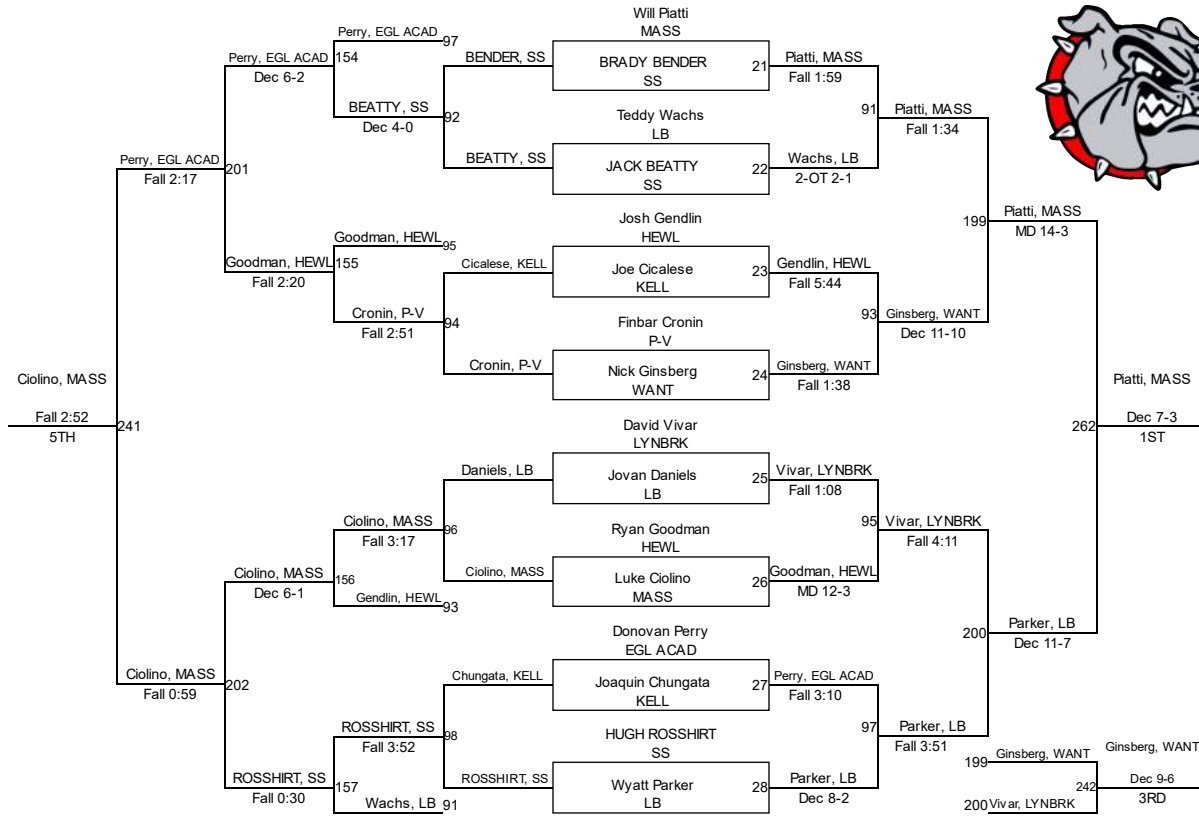 Will Piatti
MASS
Perry, EGL ACAD
97
Perry, EGL ACAD
154
BENDER, SS
BRADY BENDER
21
Piatti, MASS
Dec 6-2
SS
Fall 1:59
BEATTY, SS
92
91
Piatti, MASS
Dec 4-0
Teddy Wachs
Fall 1:34
LB
Perry, EGL ACAD
201
BEATTY, SS
JACK BEATTY
22
Wachs, LB
Fall 2:17
SS
2-OT 2-1
Josh Gendlin
199
Piatti, MASS
HEWL
MD 14-3
Goodman, HEWL
95
Goodman, HEWL
155
Cicalese, KELL
Joe Cicalese
23
Gendlin, HEWL
Fall 2:20
KELL
Fall 5:44
Cronin, P-V
94
Finbar Cronin
93
Ginsberg, WANT
Fall 2:51
P-V
Dec 11-10
Cronin, P-V
Nick Ginsberg
24
Ginsberg, WANT
Ciolino, MASS
WANT
Fall 1:38
Piatti, MASS
Fall 2:52
241
David Vivar
262
Dec 7-3
5TH
LYNBRK
1ST
Daniels, LB
Jovan Daniels
25
Vivar, LYNBRK
LB
Fall 1:08
Ciolino, MASS
96
Ryan Goodman
95
Vivar, LYNBRK
Fall 3:17
HEWL
Fall 4:11
Ciolino, MASS
156
Ciolino, MASS
Luke Ciolino
26
Goodman, HEWL
Dec 6-1
MASS
MD 12-3
Gendlin, HEWL
93
Donovan Perry
200
Parker, LB
EGL ACAD
Dec 11-7
Ciolino, MASS
202
Chungata, KELL
Joaquin Chungata
27
Perry, EGL ACAD
Fall 0:59
KELL
Fall 3:10
ROSSHIRT, SS
98
HUGH ROSSHIRT
97
Parker, LB
Fall 3:52
SS
Fall 3:51
199
Ginsberg, WANT
Ginsberg, WANT
ROSSHIRT, SS
157
ROSSHIRT, SS
Wyatt Parker
28
Parker, LB
242
Dec 9-6
Fall 0:30
LB
Dec 8-2
3RD
Wachs, LB
91
200
Vivar, LYNBRK